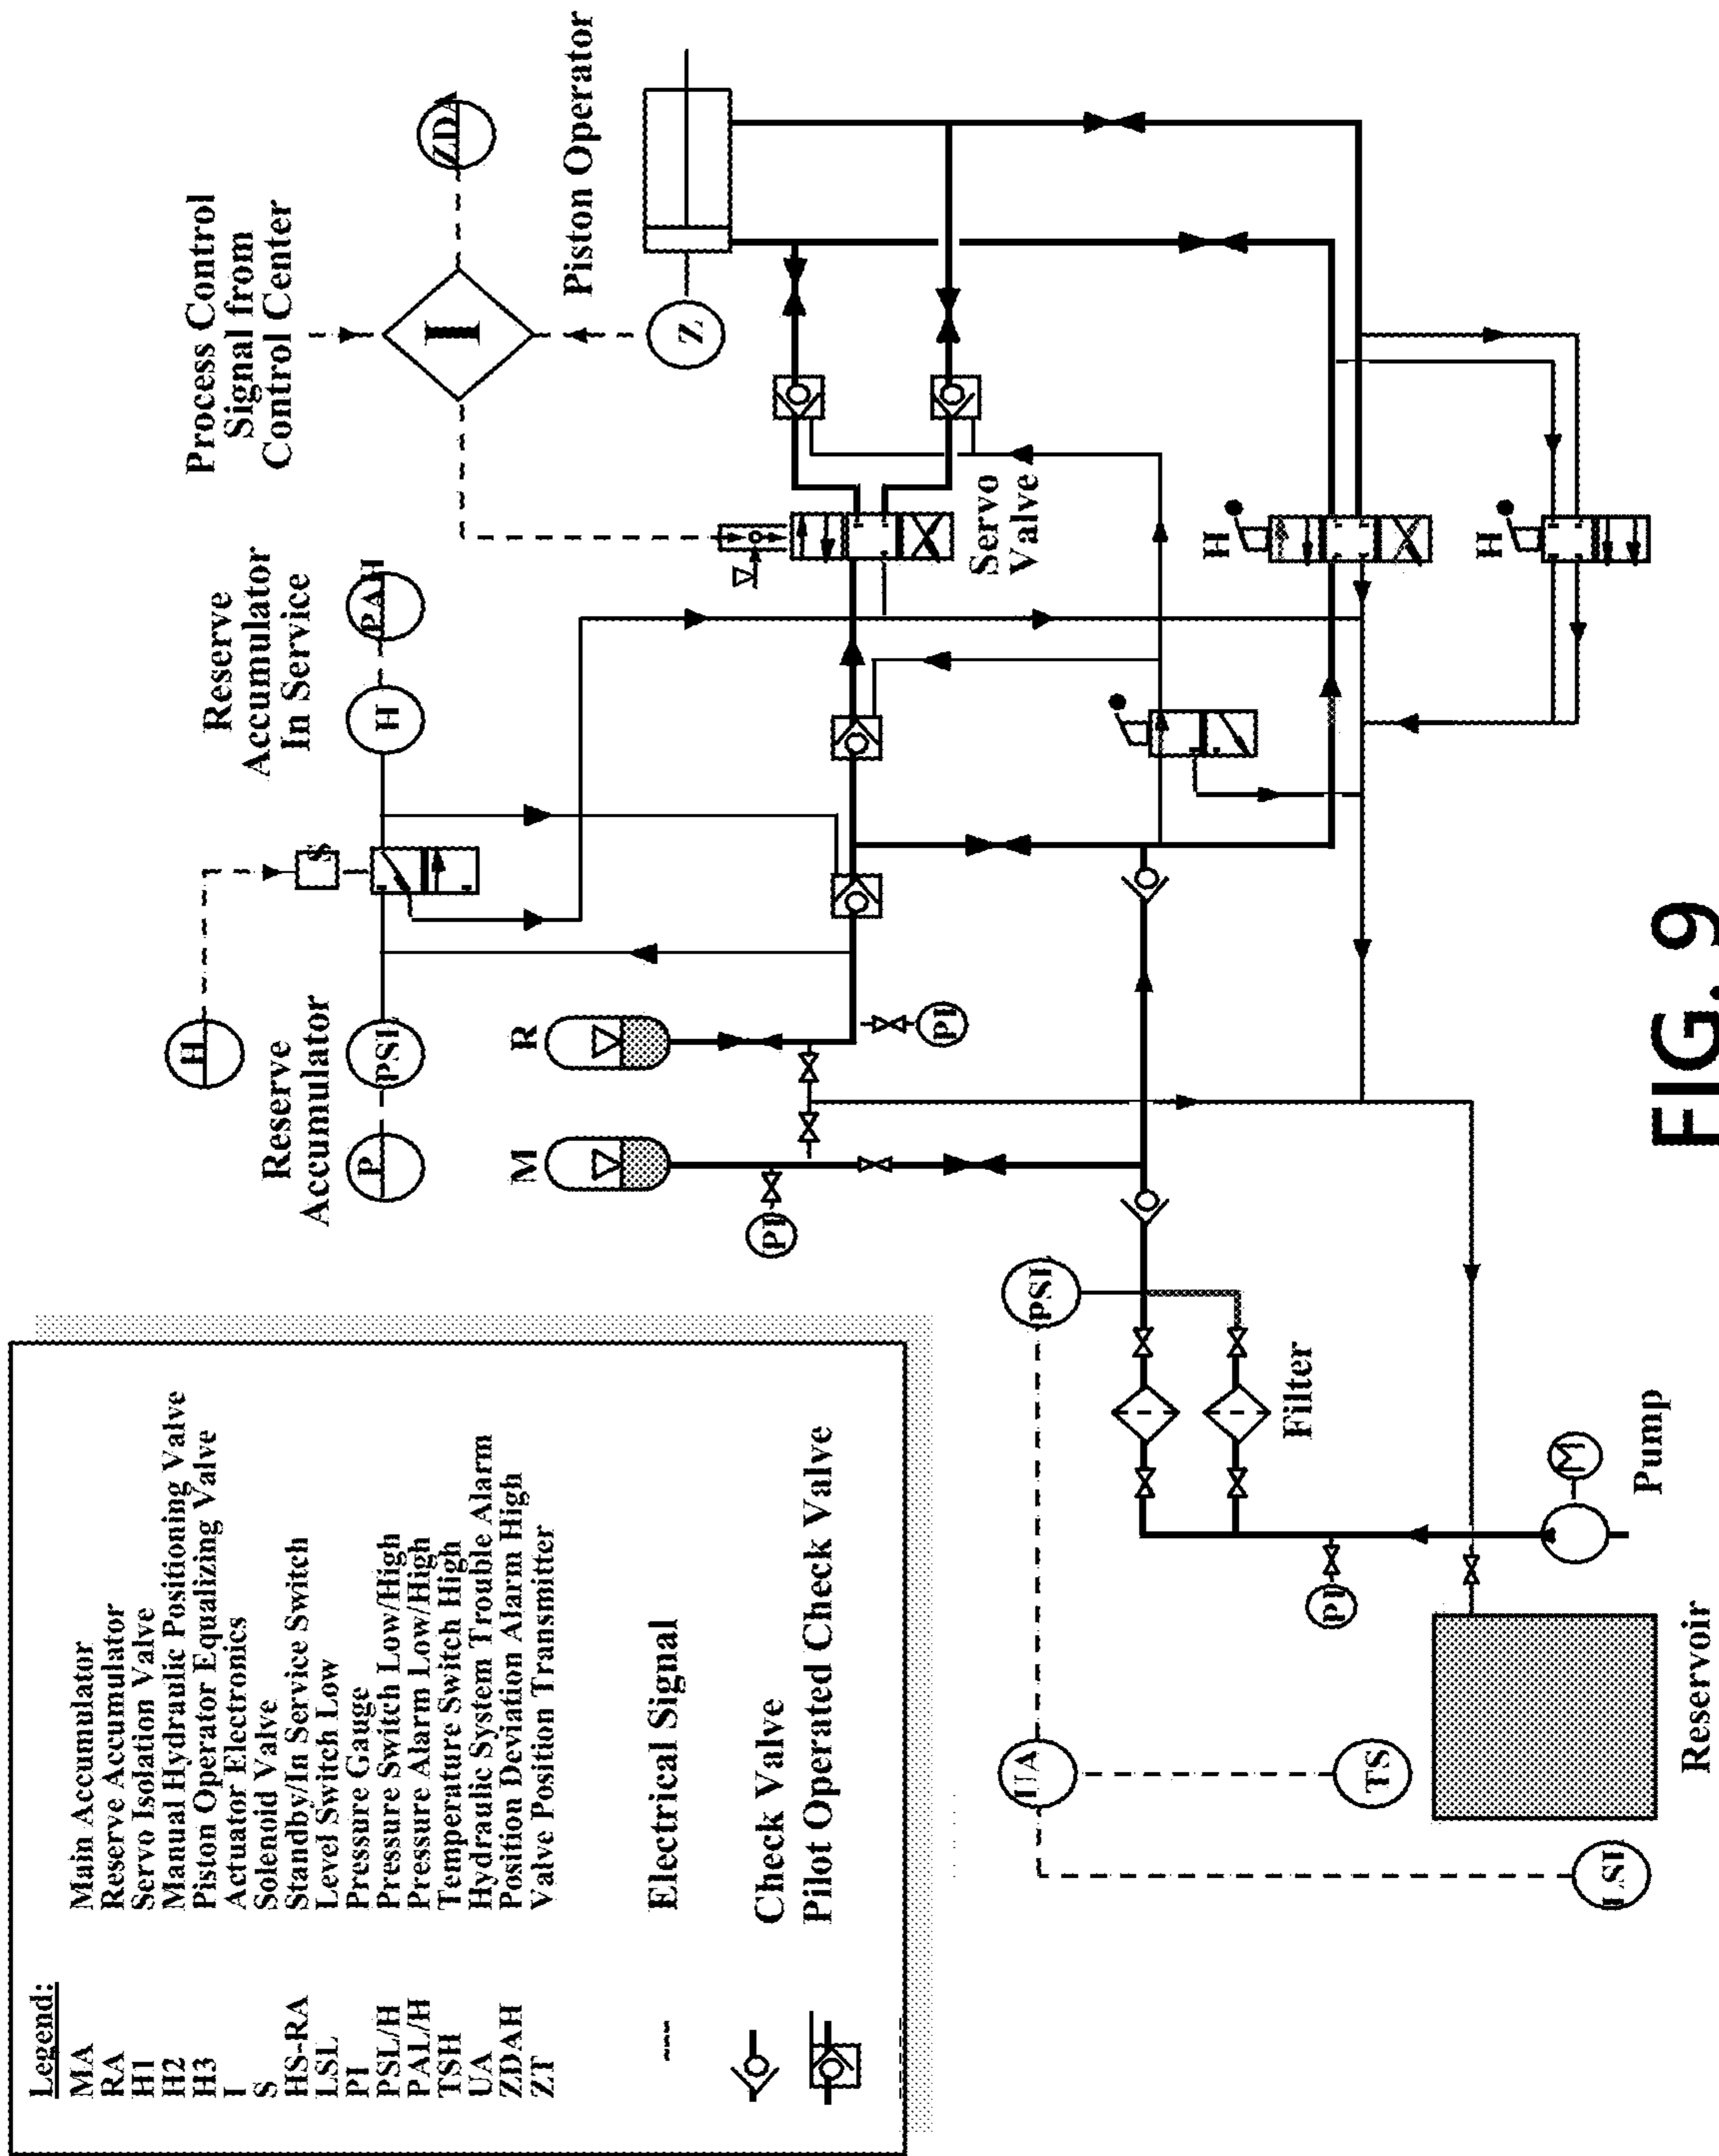 Legend:
MA Main Accumulator
RA Reserve Accumulator
H1 Servo Isolation Valve
H2 Manual Hydraulic Positioning Valve
H3 Piston Operator Equalizing Valve
I Actuator Electronics
S Solenoid Valve
HS-RA Standby/In Service Switch
LSL Level Switch Low
PI Pressure Gauge
PSL/H Pressure Switch Low/High
PAL/H Pressure Alarm Low/High
TSH Temperature Switch High
UA Hydraulic System Trouble Alarm
ZDAH Position Deviation Alarm High
ZT Valve Position Transmitter
Electrical Signal
Check Valve
Pilot Operated Check Valve
H
Reserve
Accumulator
P
PSL
S
Reserve
Accumulator
In Service
H
PAH
Process Control
Signal from
Control Center
I
ZDA
Piston Operator
Z
M
R
PI
PI
Servo
Valve
H
H
PSL
UA
TS
LSL
Filter
PI
M
Pump
Reservoir
FIG. 9